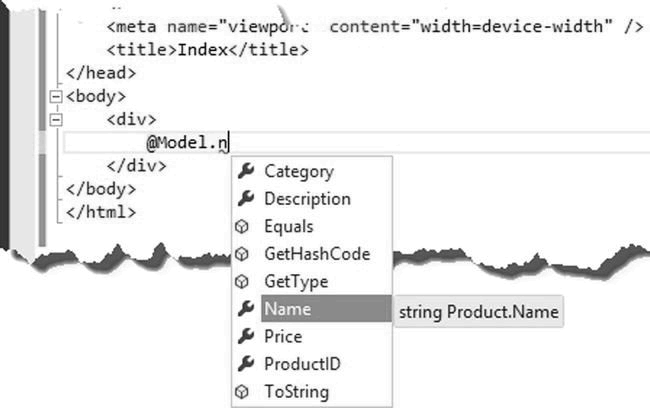 <meta name="viewport" content="width=device-width" />
<title>Index</title>
</head>
<body>
<div>
@Model.n
</div>
</body>
</html>
Category
Description
Equals
GetHashCode
GetType
Name string Product.Name
Price
ProductID
ToString